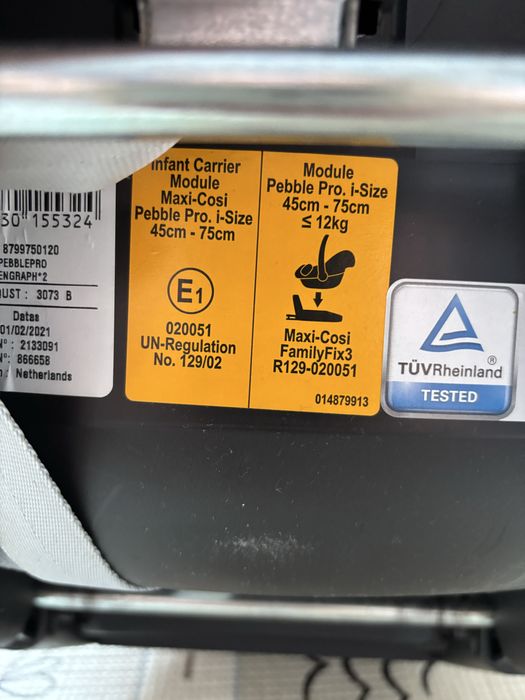 30 155324
8799750120
PEBBLEPRO
ENGRAPH*2
UST: 3073 B
Datas
01/02/2021
N°: 2133091
N°: 866658
: Netherlands
Infant Carrier
Module
Maxi-Cosi
Pebble Pro. i-Size
45cm - 75cm
E1
020051
UN-Regulation
No. 129/02
Module
Pebble Pro. i-Size
45cm - 75cm
≤ 12kg
Maxi-Cosi
FamilyFix3
R129-020051
014879913
TÜVRheinland®
TESTED